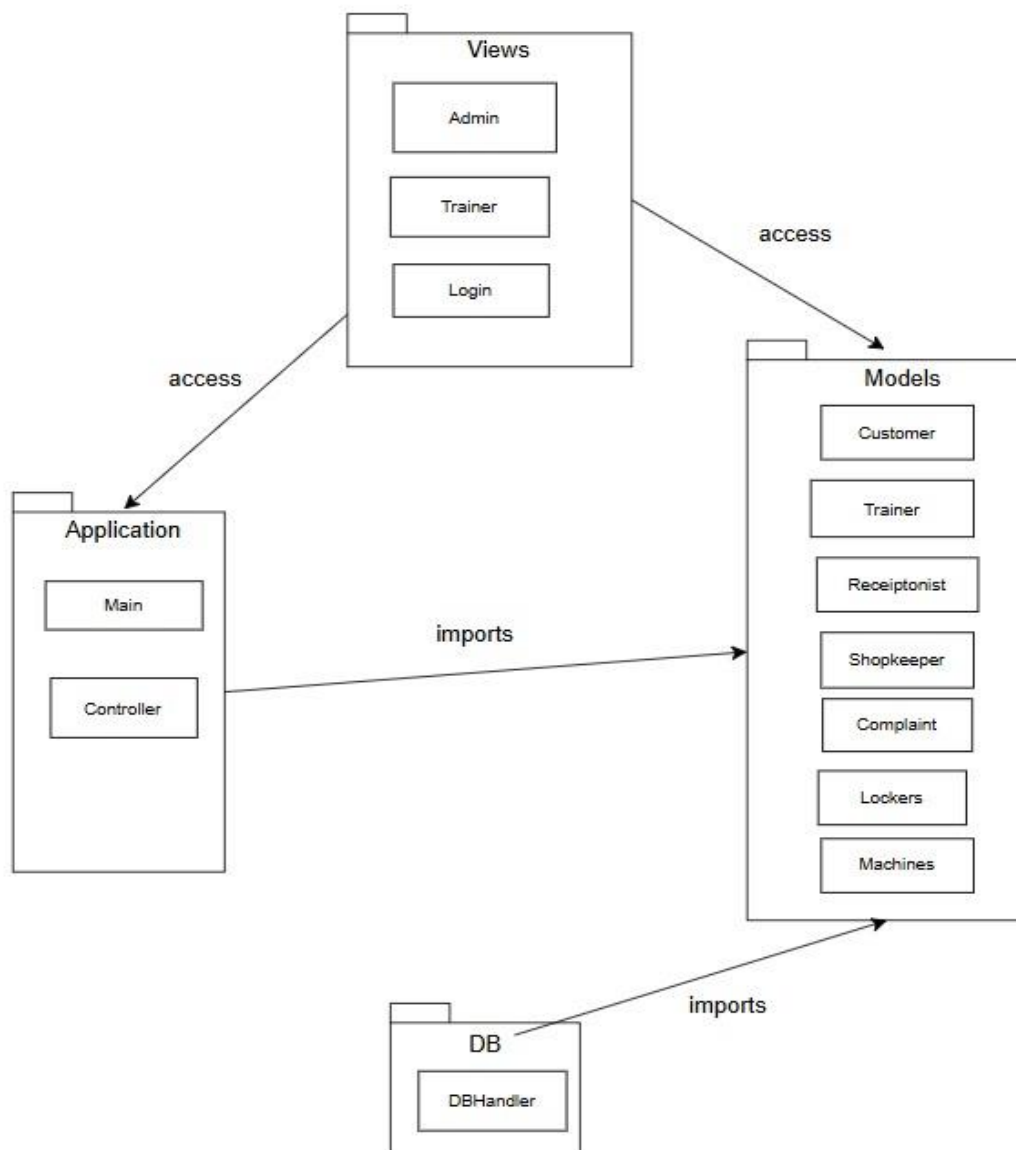 Views
Admin
Trainer
Login
access
access
Models
Customer
Trainer
Receiptonist
Shopkeeper
Complaint
Lockers
Machines
Application
Main
Controller
imports
imports
DB
DBHandler